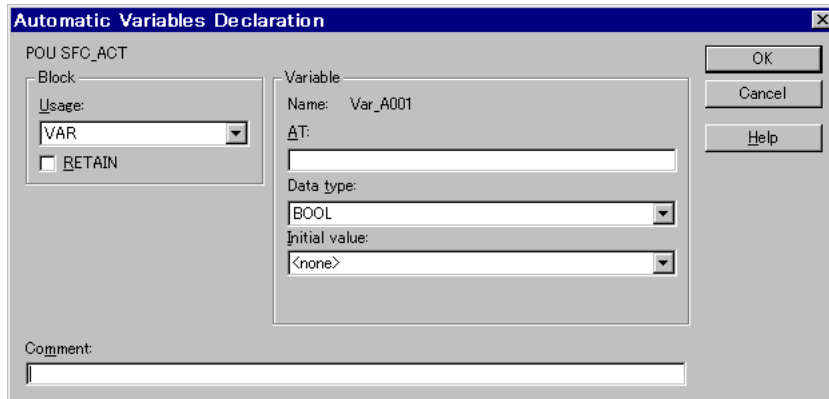 Automatic Variables Declaration
POU SFC_ACT
Block
Usage:
VAR
RETAIN
Variable
Name: Var_A001
AT:
Data type:
BOOL
Initial value:
<none>
OK
Cancel
Help
Comment: